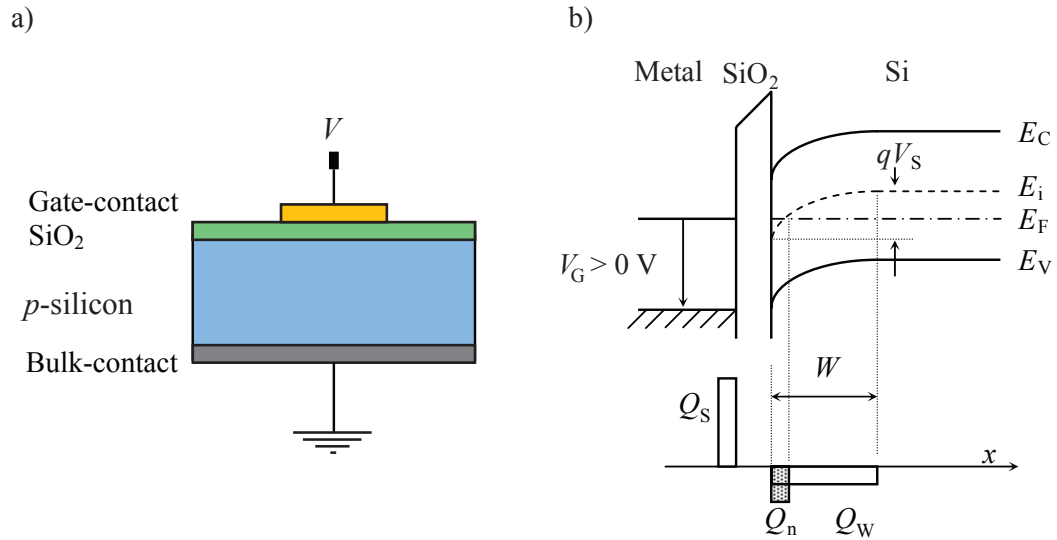 a)
V
Gate-contact
SiO2
p-silicon
Bulk-contact
b)
Metal SiO2 Si
EC
qVS
Ei
EF
VG > 0 V
EV
W
QS
x
Qn QW